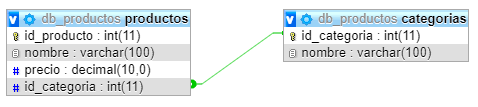 db_productos productos
id_producto : int(11)
nombre : varchar(100)
# precio : decimal(10,0)
# id_categoria : int(11)
db_productos categorias
id_categoria : int(11)
nombre : varchar(100)